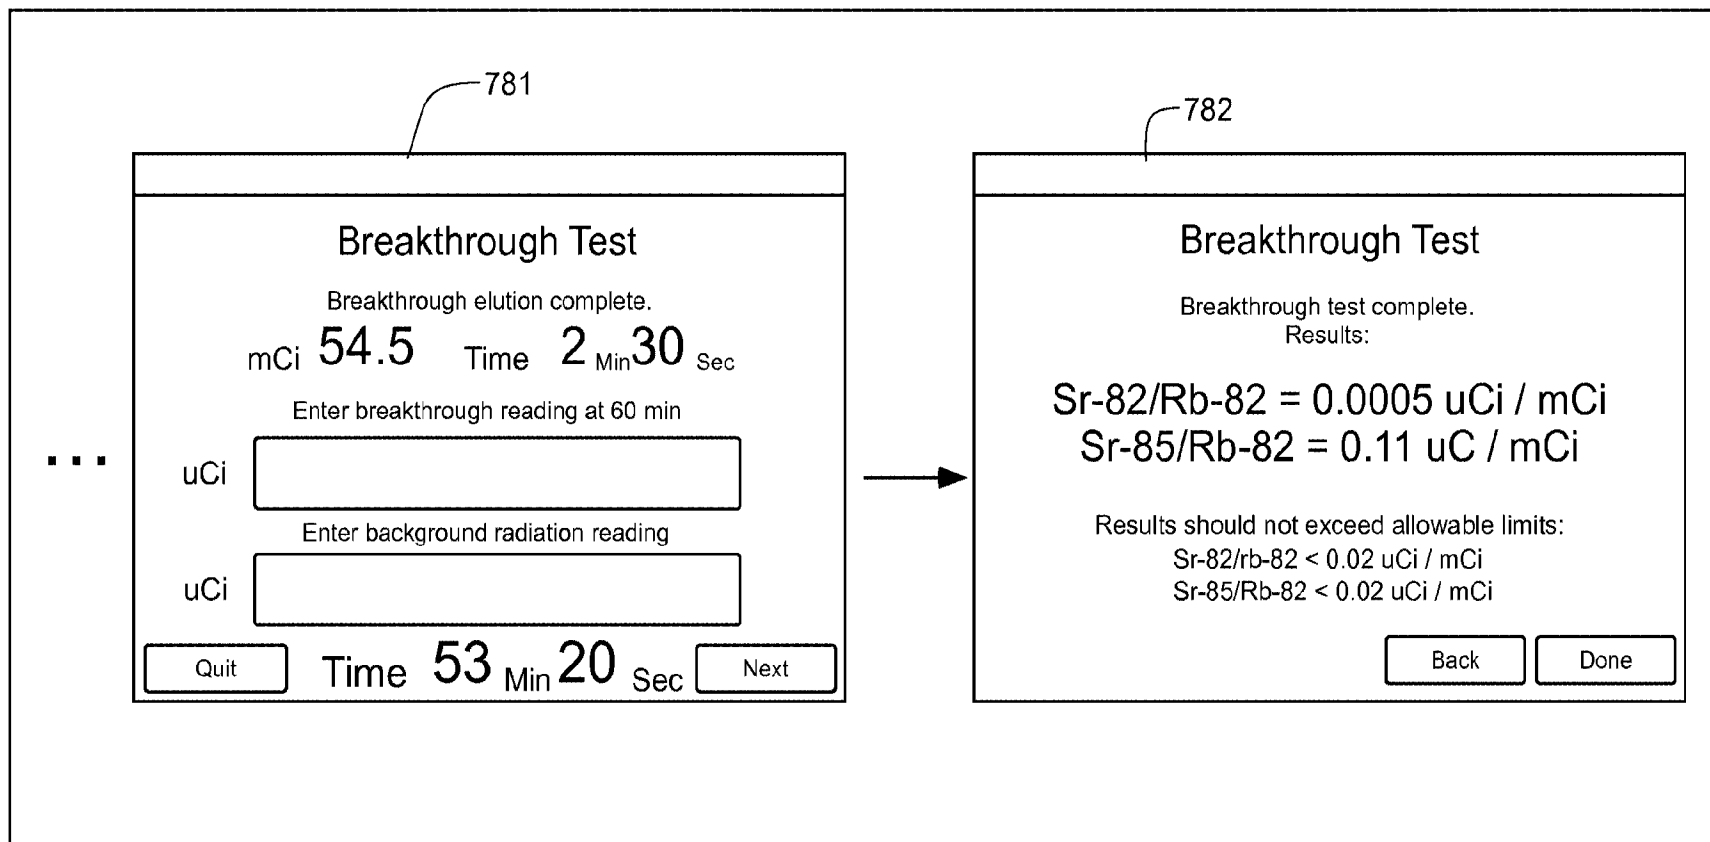 781
Breakthrough Test
Breakthrough elution complete.
mCi 54.5 Time 2 Min 30 Sec
Enter breakthrough reading at 60 min
uCi
Enter background radiation reading
uCi
Quit Time 53 Min 20 Sec Next
...
782
Breakthrough Test
Breakthrough test complete.
Results:
Sr-82/Rb-82 = 0.0005 uCi / mCi
Sr-85/Rb-82 = 0.11 uC / mCi
Results should not exceed allowable limits:
Sr-82/rb-82 < 0.02 uCi / mCi
Sr-85/Rb-82 < 0.02 uCi / mCi
Back Done